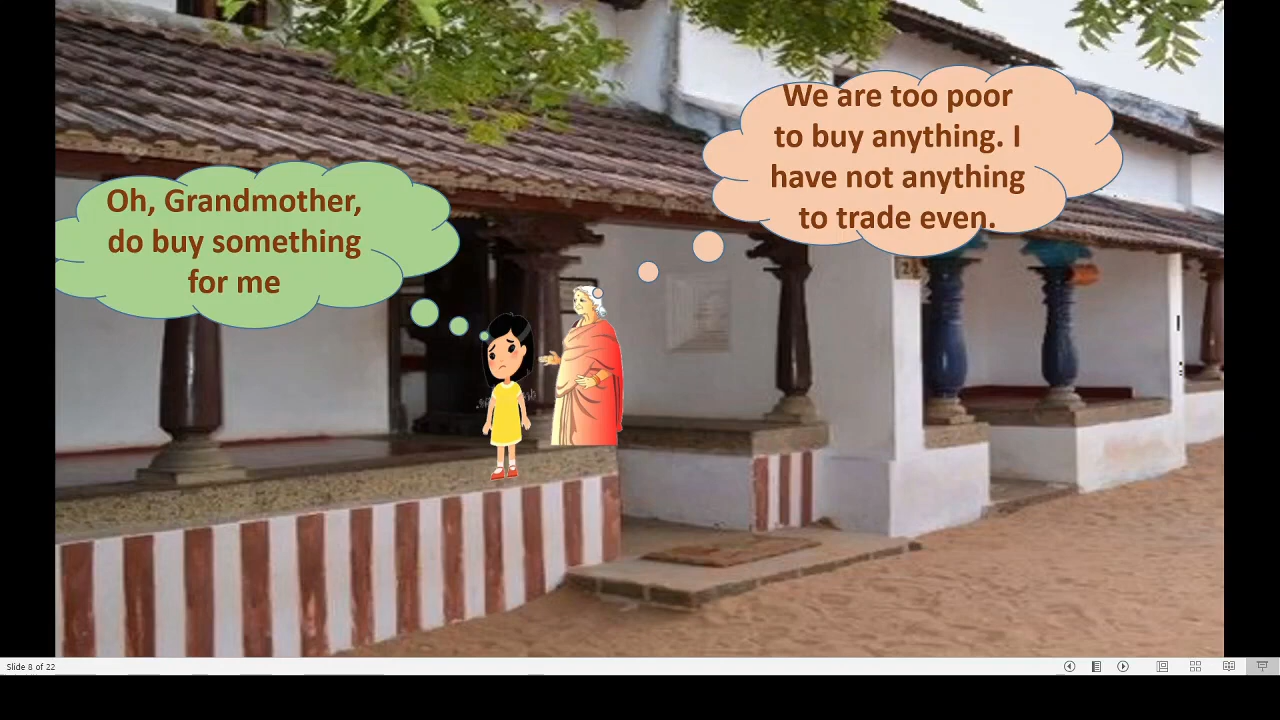 Oh, Grandmother,
do buy something
for me
We are too poor
to buy anything. I
have not anything
to trade even.
Slide 8 of 22